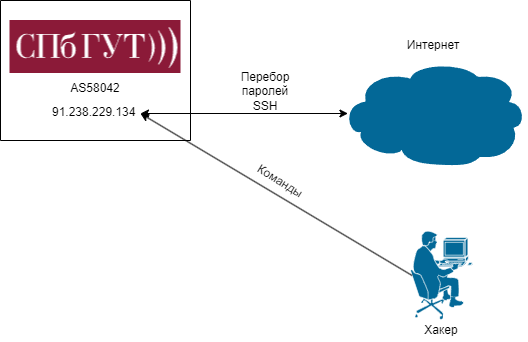 СПбГУТ)))
AS58042
91.238.229.134
Перебор
паролей
SSH
Интернет
Команды
Хакер